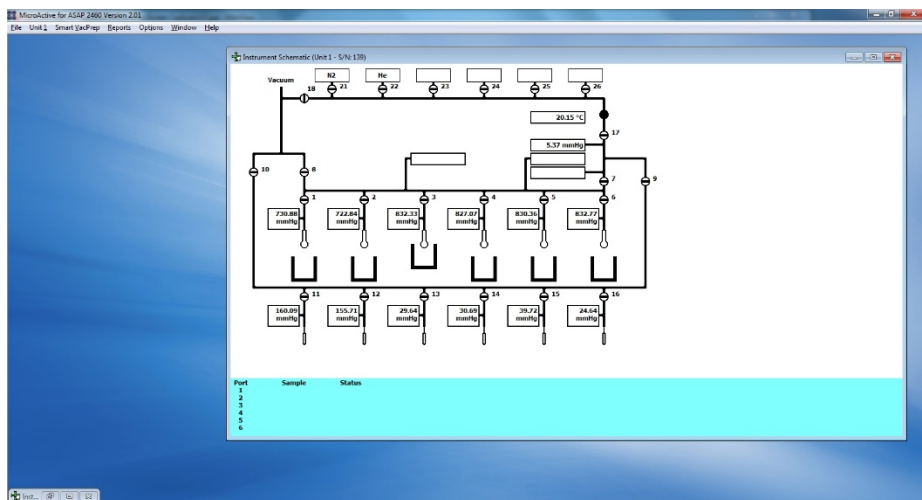 MicroActive for ASAP 2460 Version 2.01
File Unit 1 Smart VacPrep Reports Options Window Help
Instrument Schematic (Unit 1 - S/N: 139)
N2 He
Vacuum
18 21 22 23 24 25 26
20.15 °C
17
5.37 mmHg
10 8 7 9
1 2 3 4 5 6
730.88 722.84 832.33 827.07 830.36 832.77
mmHg mmHg mmHg mmHg mmHg mmHg
11 12 13 14 15 16
160.09 155.71 29.64 30.69 39.72 24.64
mmHg mmHg mmHg mmHg mmHg mmHg
Port Sample Status
1
2
3
4
5
6
Inst...